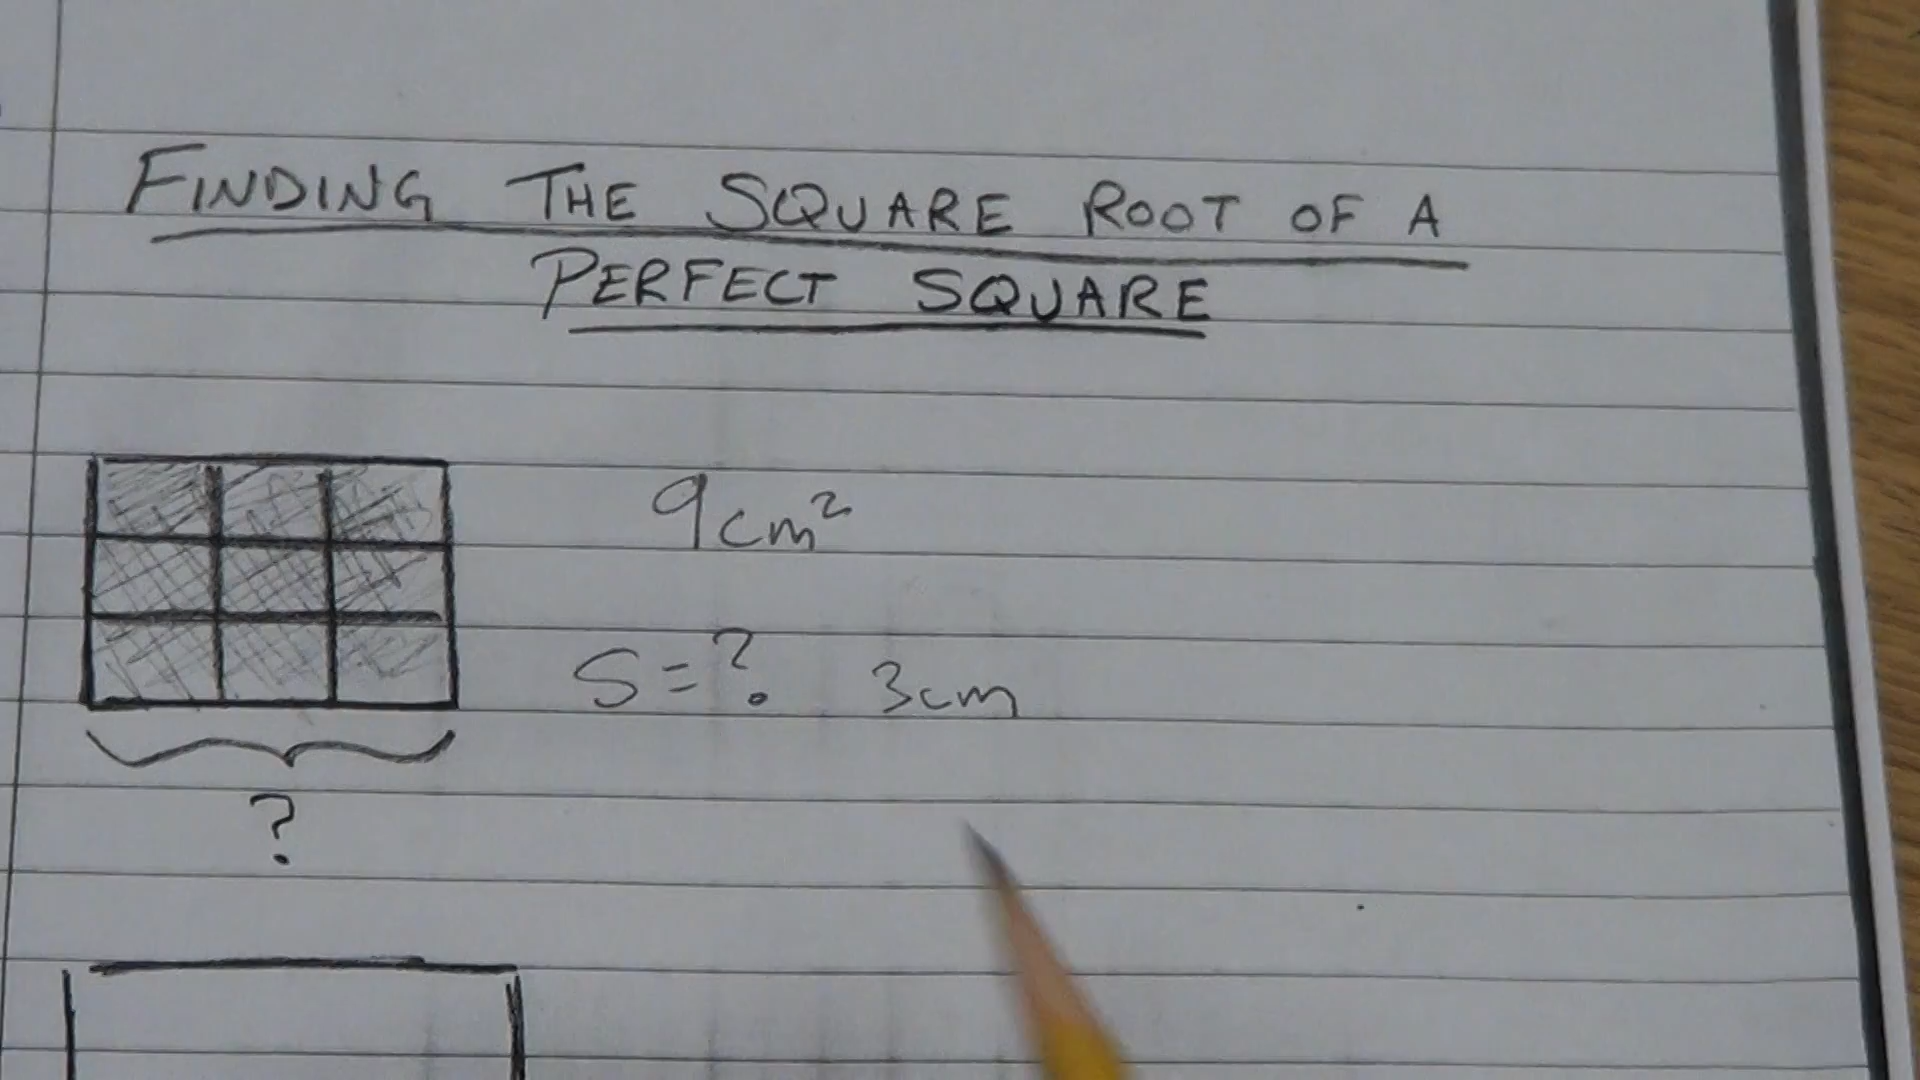 FINDING THE SQUARE ROOT OF A
PERFECT SQUARE
9cm²
S=? 3cm
?